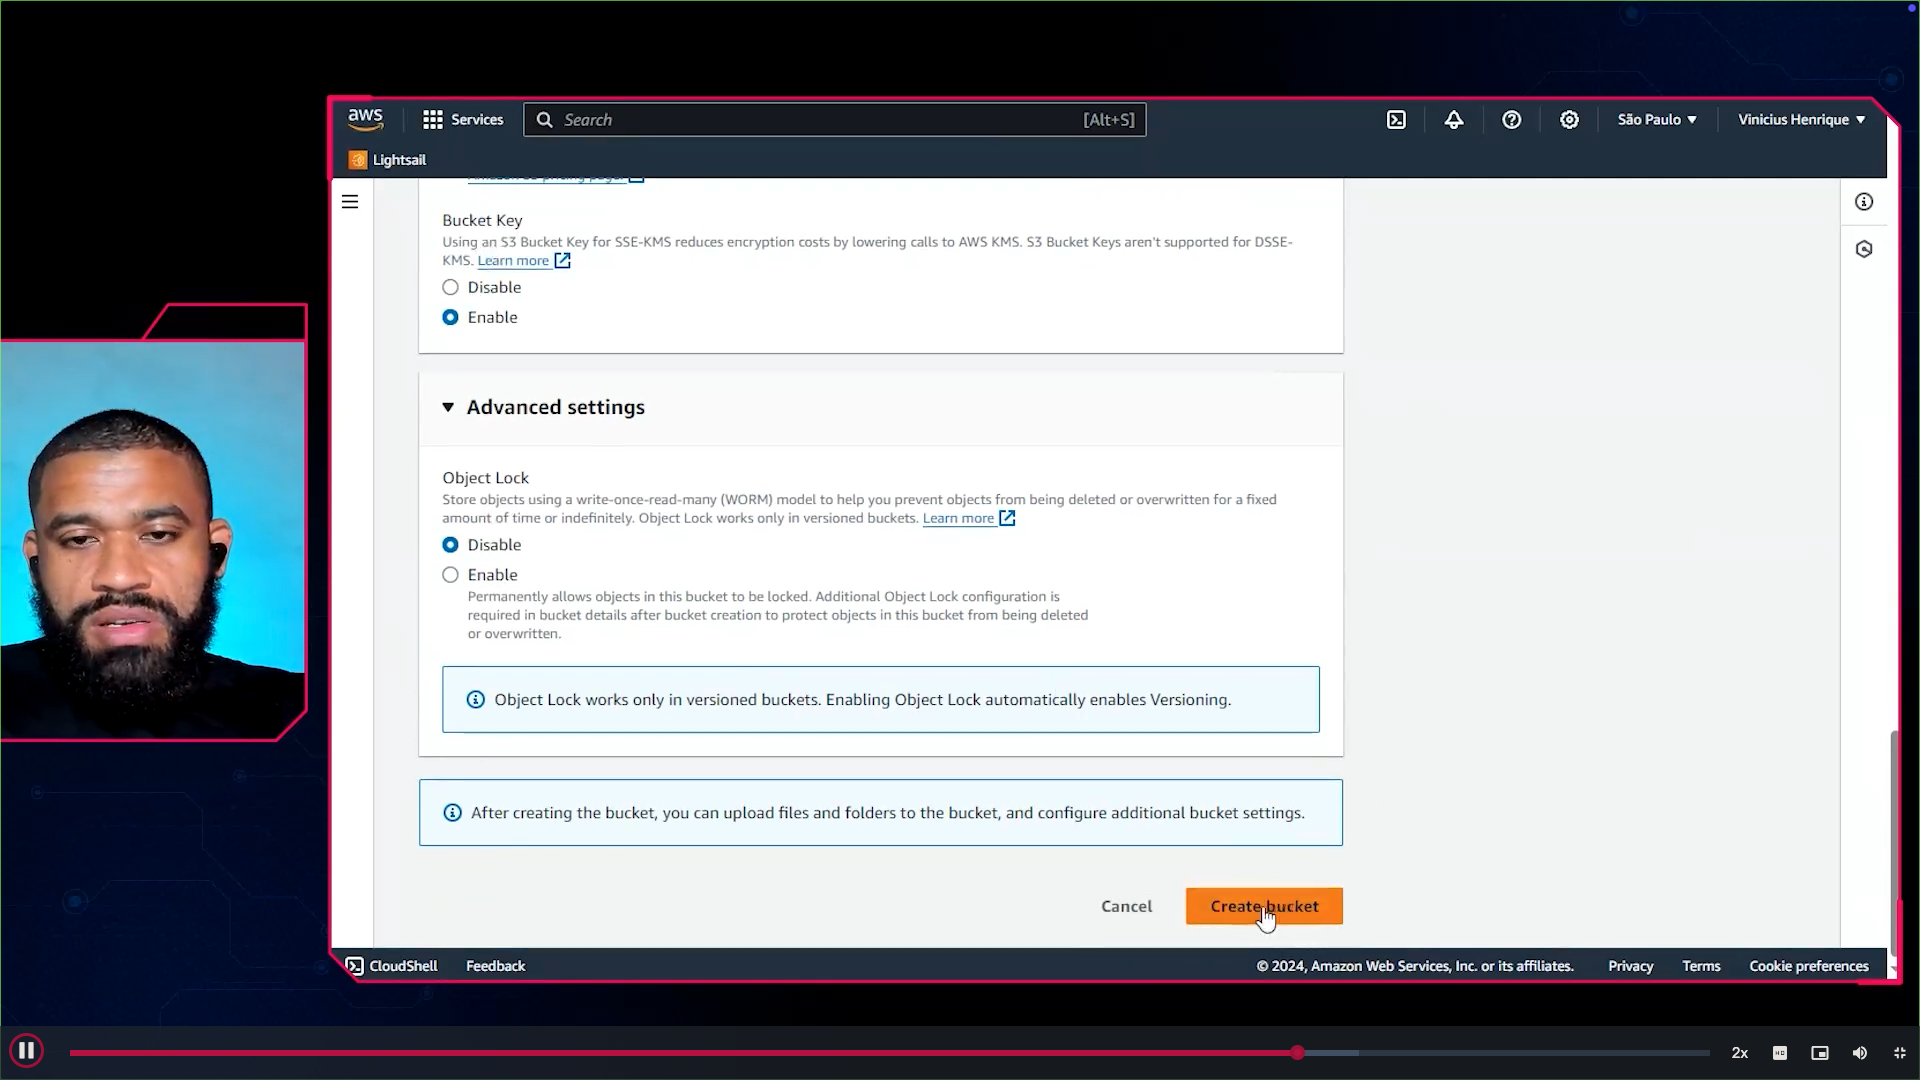 aws
Services
Search
[Alt+S]
São Paulo
Vinicius Henrique
Lightsail
Amazon S3 pricing page.
Bucket Key
Using an S3 Bucket Key for SSE-KMS reduces encryption costs by lowering calls to AWS KMS. S3 Bucket Keys aren't supported for DSSE-
KMS. Learn more
Disable
Enable
Advanced settings
Object Lock
Store objects using a write-once-read-many (WORM) model to help you prevent objects from being deleted or overwritten for a fixed
amount of time or indefinitely. Object Lock works only in versioned buckets. Learn more
Disable
Enable
Permanently allows objects in this bucket to be locked. Additional Object Lock configuration is
required in bucket details after bucket creation to protect objects in this bucket from being deleted
or overwritten.
Object Lock works only in versioned buckets. Enabling Object Lock automatically enables Versioning.
After creating the bucket, you can upload files and folders to the bucket, and configure additional bucket settings.
Cancel
Create bucket
CloudShell
Feedback
© 2024, Amazon Web Services, Inc. or its affiliates.
Privacy
Terms
Cookie preferences
2x